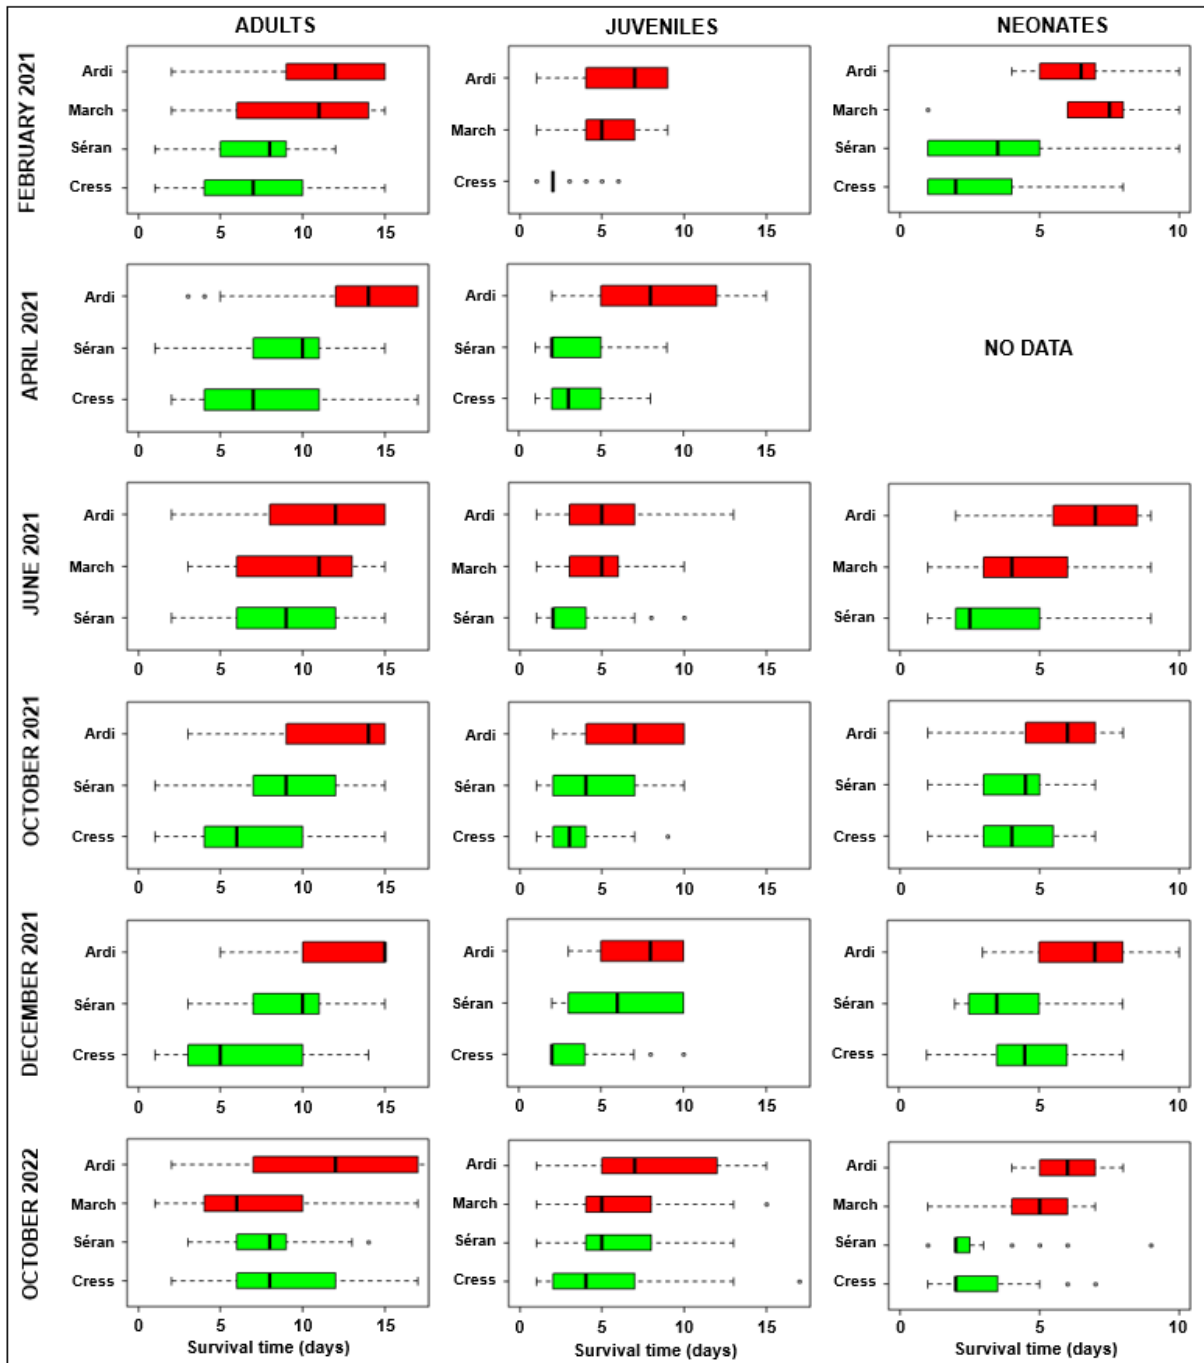 ADULTS JUVENILES NEONATES
FEBRUARY 2021
Ardi Ardi Ardi
March March March
Séran Séran
Cress Cress Cress
0 5 10 15 0 5 10 15 0 5 10
APRIL 2021
Ardi Ardi
Séran Séran NO DATA
Cress Cress
0 5 10 15 0 5 10 15
JUNE 2021
Ardi Ardi Ardi
March March March
Séran Séran Séran
0 5 10 15 0 5 10 15 0 5 10
OCTOBER 2021
Ardi Ardi Ardi
Séran Séran Séran
Cress Cress Cress
0 5 10 15 0 5 10 15 0 5 10
DECEMBER 2021
Ardi Ardi Ardi
Séran Séran Séran
Cress Cress Cress
0 5 10 15 0 5 10 15 0 5 10
OCTOBER 2022
Ardi Ardi Ardi
March March March
Séran Séran Séran
Cress Cress Cress
0 5 10 15 0 5 10 15 0 5 10
Survival time (days) Survival time (days) Survival time (days)